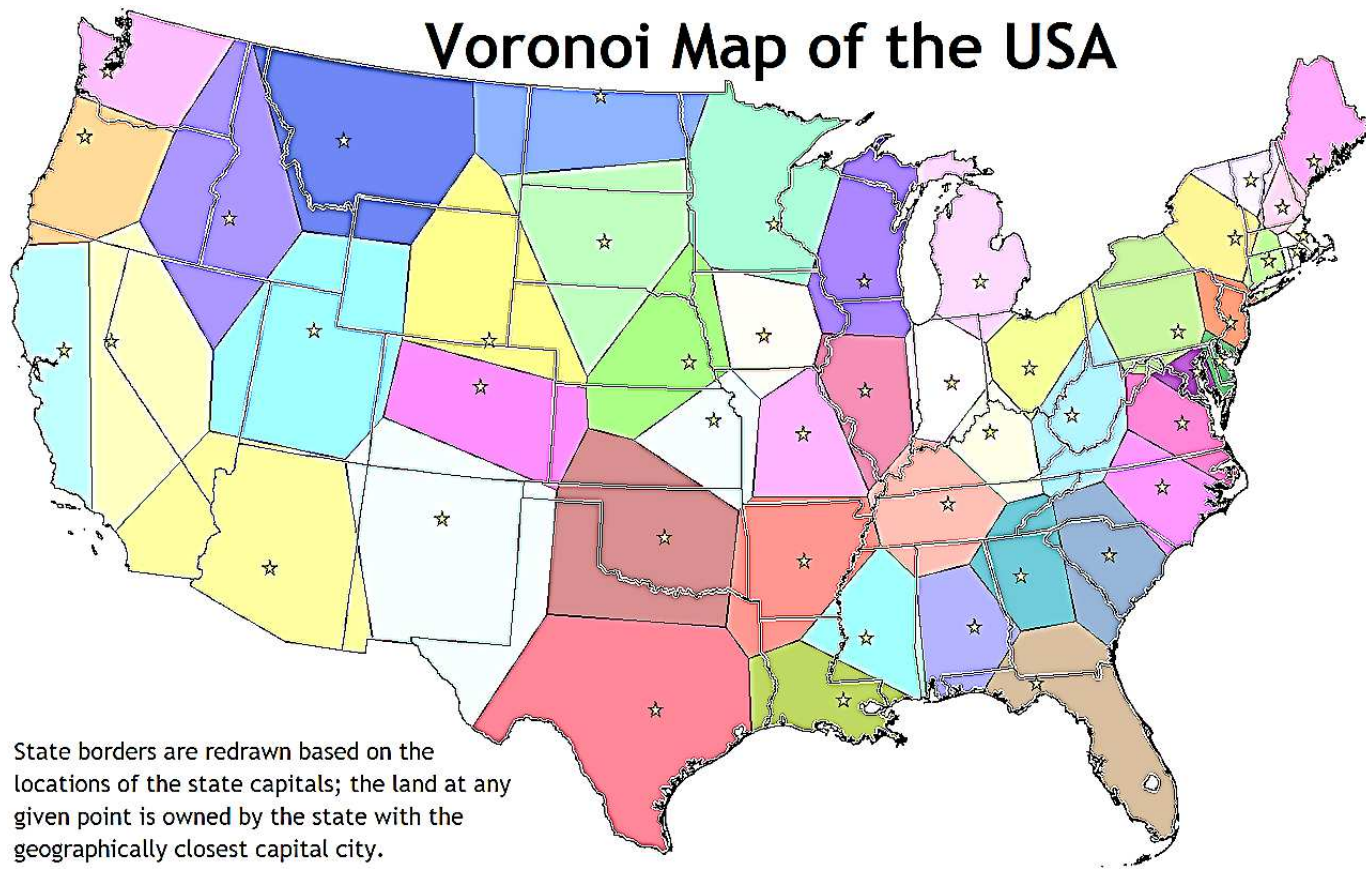 Voronoi Map of the USA
State borders are redrawn based on the
locations of the state capitals; the land at any
given point is owned by the state with the
geographically closest capital city.